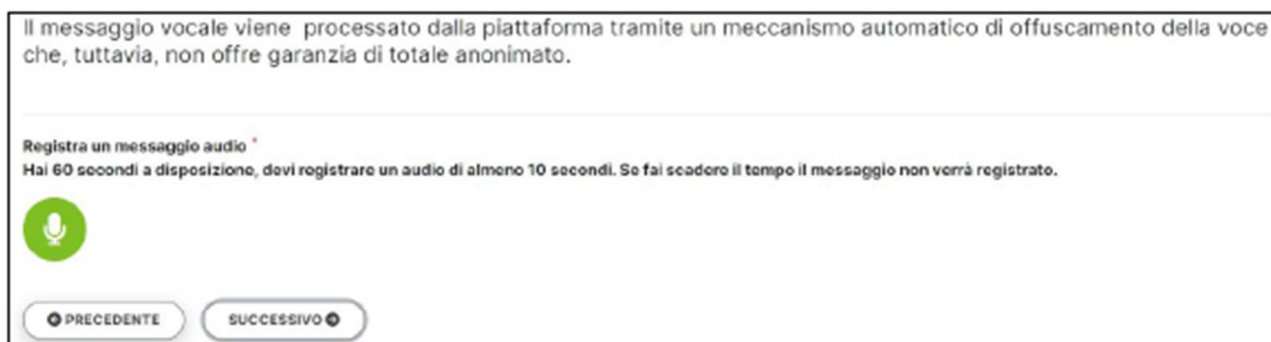 Il messaggio vocale viene processato dalla piattaforma tramite un meccanismo automatico di offuscamento della voce
che, tuttavia, non offre garanzia di totale anonimato.
Registra un messaggio audio *
Hai 60 secondi a disposizione, devi registrare un audio di almeno 10 secondi. Se fai scadere il tempo il messaggio non verrà registrato.
PRECEDENTE
SUCCESSIVO